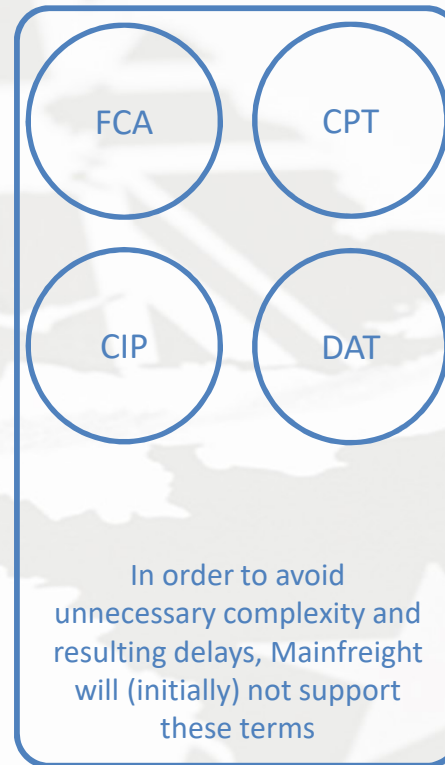 FCA
CPT
CIP
DAT
In order to avoid
unnecessary complexity and
resulting delays, Mainfreight
will (initially) not support
these terms